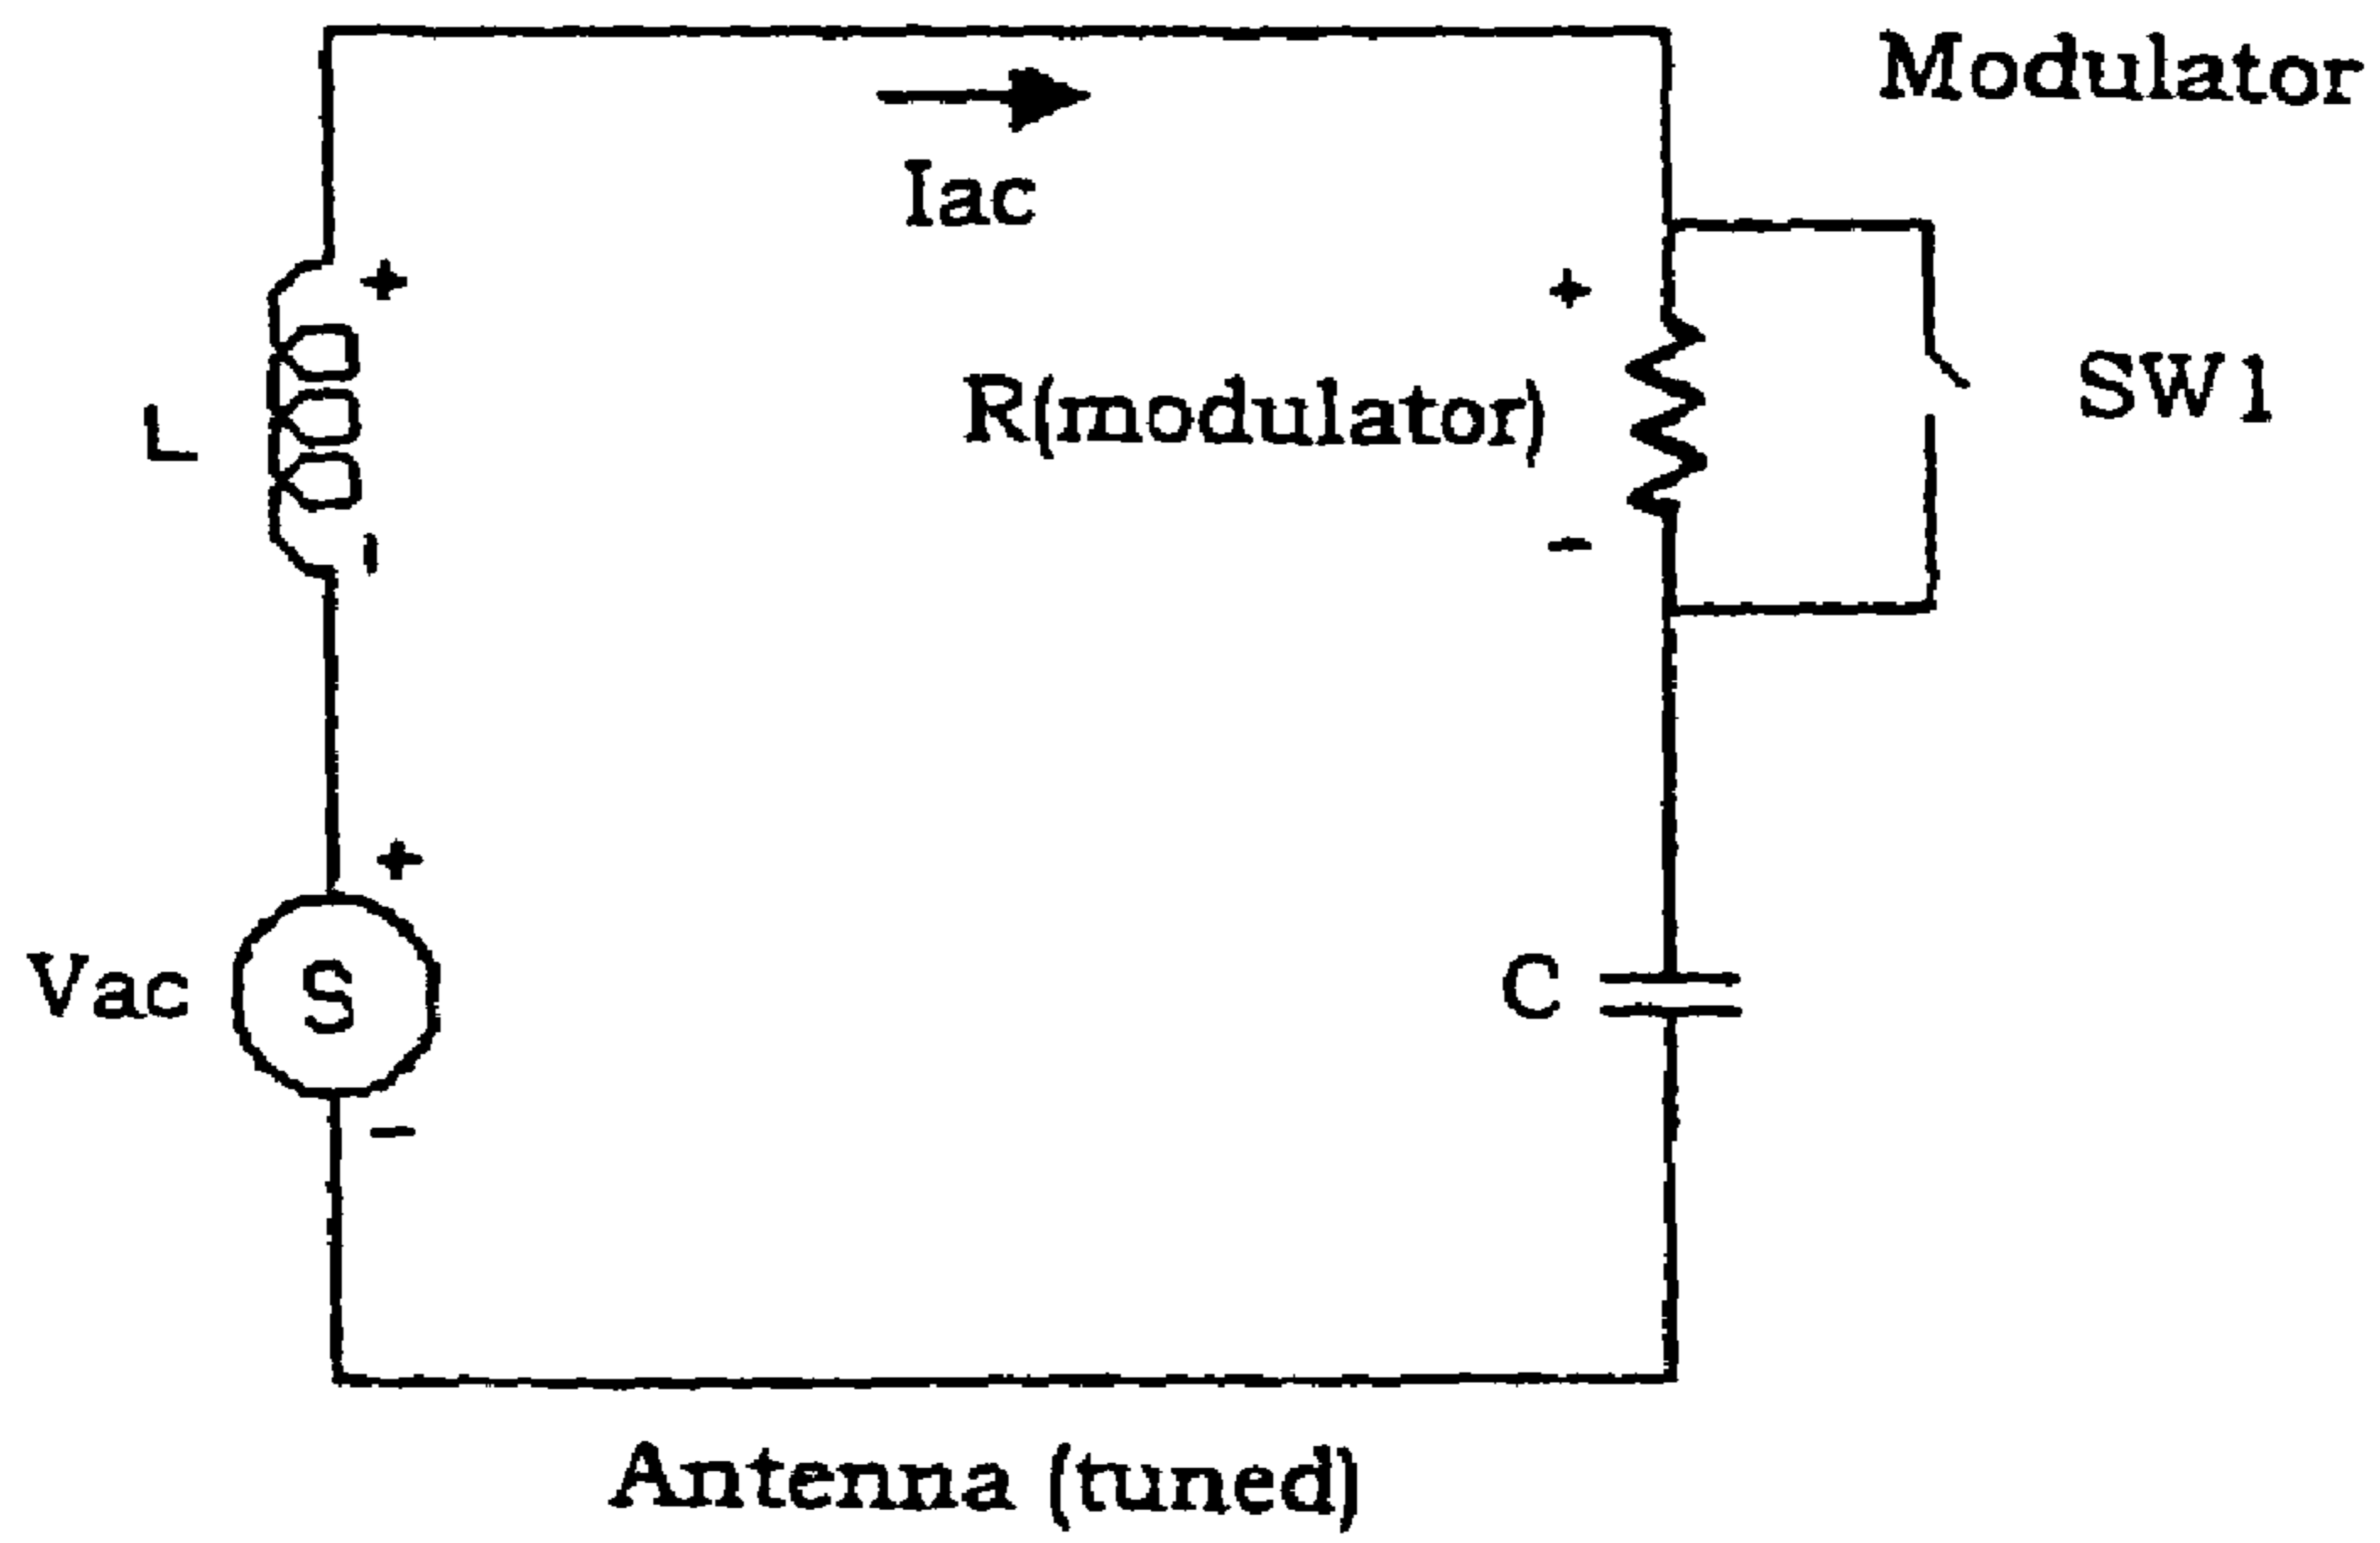 Modulator
Iac
+
+
SW1
R(modulator)
L
-
-
+
Vac
S
C
-
Antenna (tuned)